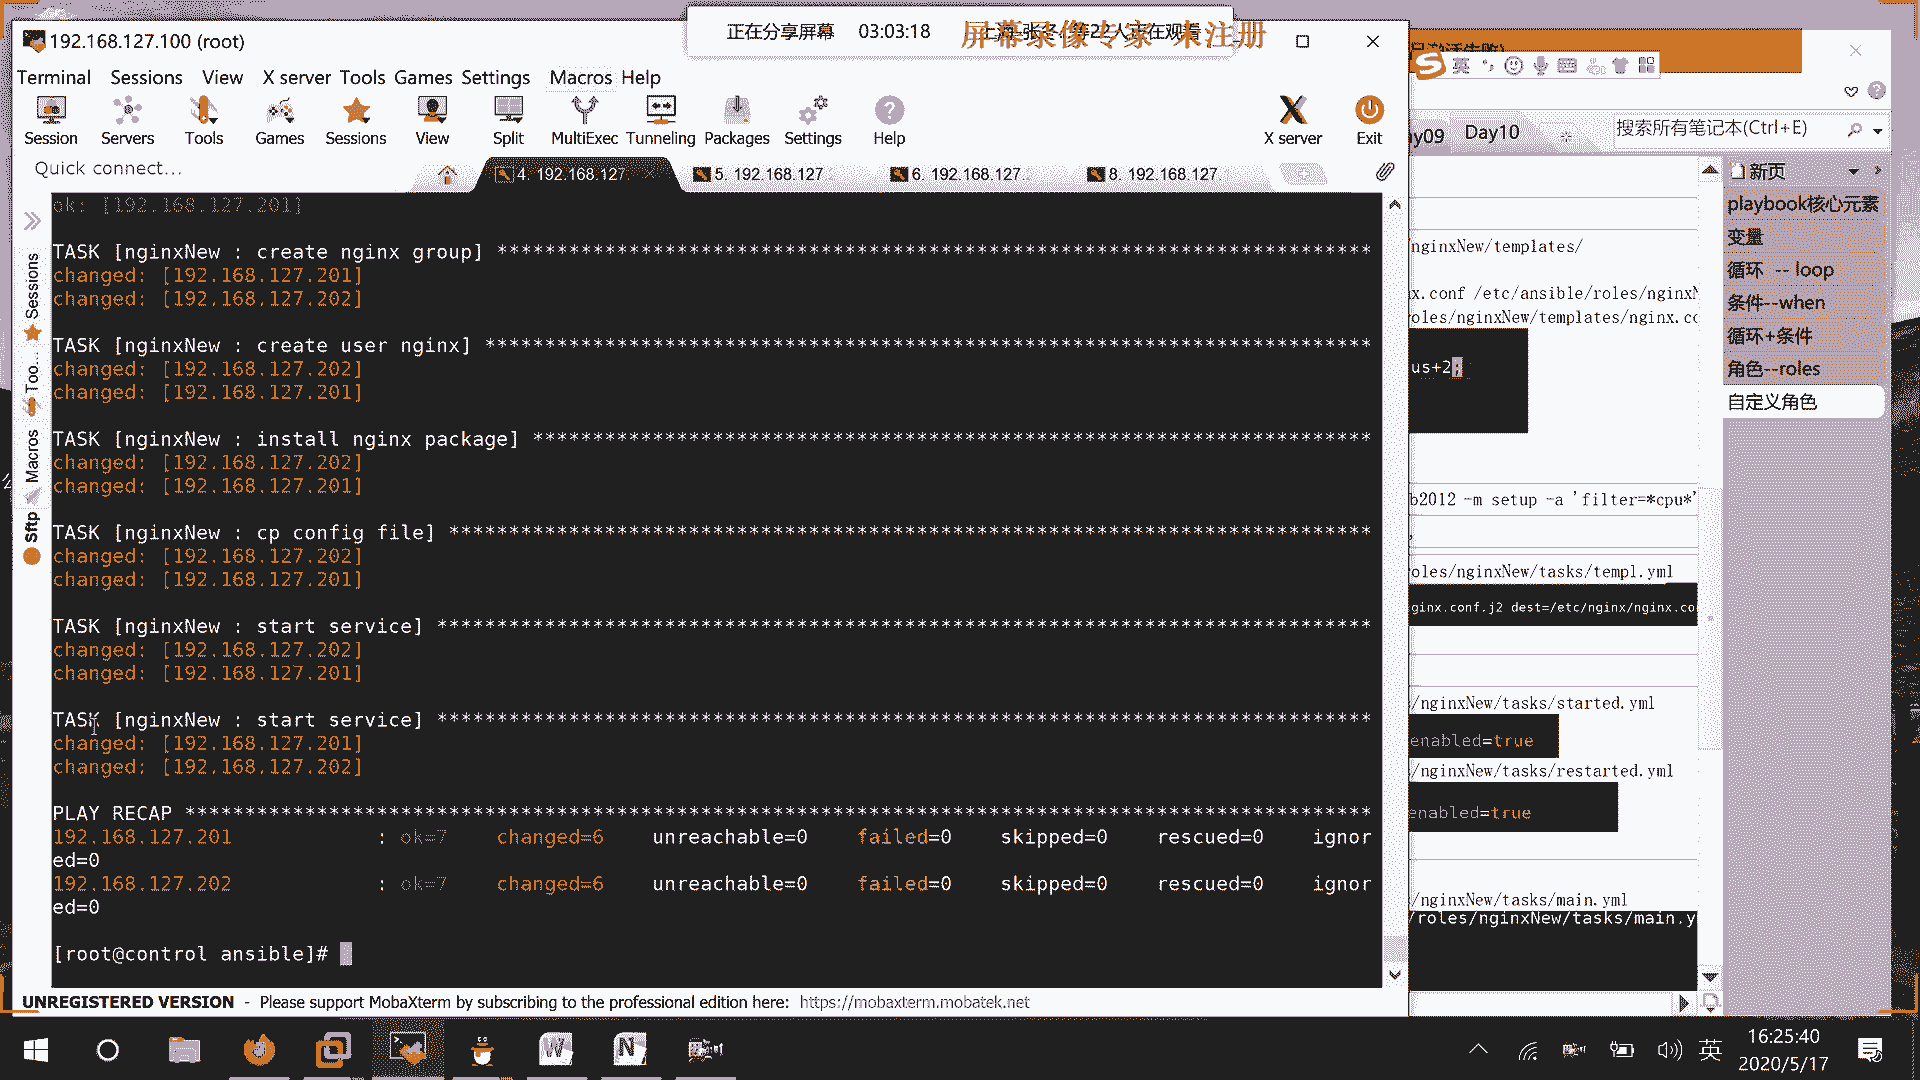 192.168.127.100 (root)
正在分享屏幕 03:03:18
屏幕录像专家 未注册
Terminal Sessions View X server Tools Games Settings Macros Help
Session Servers Tools Games Sessions View Split MultiExec Tunneling Packages Settings Help X server Exit
Quick connect...
4. 192.168.127. 5. 192.168.127. 6. 192.168.127. 8. 192.168.127.
Sessions
Too...
Macros
Sftp
ok: [192.168.127.201]
TASK [nginxNew : create nginx group] *************************************************************************
changed: [192.168.127.201]
changed: [192.168.127.202]
TASK [nginxNew : create user nginx] **************************************************************************
changed: [192.168.127.202]
changed: [192.168.127.201]
TASK [nginxNew : install nginx package] **********************************************************************
changed: [192.168.127.202]
changed: [192.168.127.201]
TASK [nginxNew : cp config file] *****************************************************************************
changed: [192.168.127.202]
changed: [192.168.127.201]
TASK [nginxNew : start service] ******************************************************************************
changed: [192.168.127.202]
changed: [192.168.127.201]
TASK [nginxNew : start service] ******************************************************************************
changed: [192.168.127.201]
changed: [192.168.127.202]
PLAY RECAP ***************************************************************************************************
192.168.127.201 : ok=7 changed=6 unreachable=0 failed=0 skipped=0 rescued=0 ignor
ed=0
192.168.127.202 : ok=7 changed=6 unreachable=0 failed=0 skipped=0 rescued=0 ignor
ed=0
[root@control ansible]#
UNREGISTERED VERSION - Please support MobaXterm by subscribing to the professional edition here: https://mobaxterm.mobatek.net
英
y09 Day10
搜索所有笔记本(Ctrl+E)
新页
playbook核心元素
变量
循环 -- loop
条件--when
循环+条件
角色--roles
自定义角色
/nginxNew/templates/
x.conf /etc/ansible/roles/nginxN
roles/nginxNew/templates/nginx.co
us+2;
b2012 -m setup -a 'filter=*cpu*'
oles/nginxNew/tasks/templ.yml
ginx.conf.j2 dest=/etc/nginx/nginx.co
/nginxNew/tasks/started.yml
enabled=true
/nginxNew/tasks/restarted.yml
enabled=true
/nginxNew/tasks/main.yml
/roles/nginxNew/tasks/main.y
英
16:25:40
2020/5/17